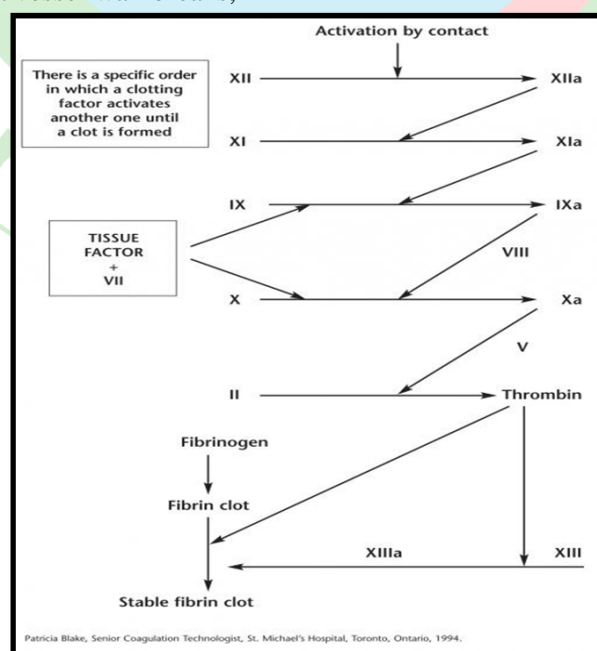 Activation by contact
There is a specific order
in which a clotting
factor activates
another one until
a clot is formed
XII
XIIa
XI
XIa
IX
IXa
TISSUE
FACTOR
+
VII
VIII
X
Xa
V
II
Thrombin
Fibrinogen
Fibrin clot
XIIIa
XIII
Stable fibrin clot
Patricia Blake, Senior Coagulation Technologist, St. Michael's Hospital, Toronto, Ontario, 1994.